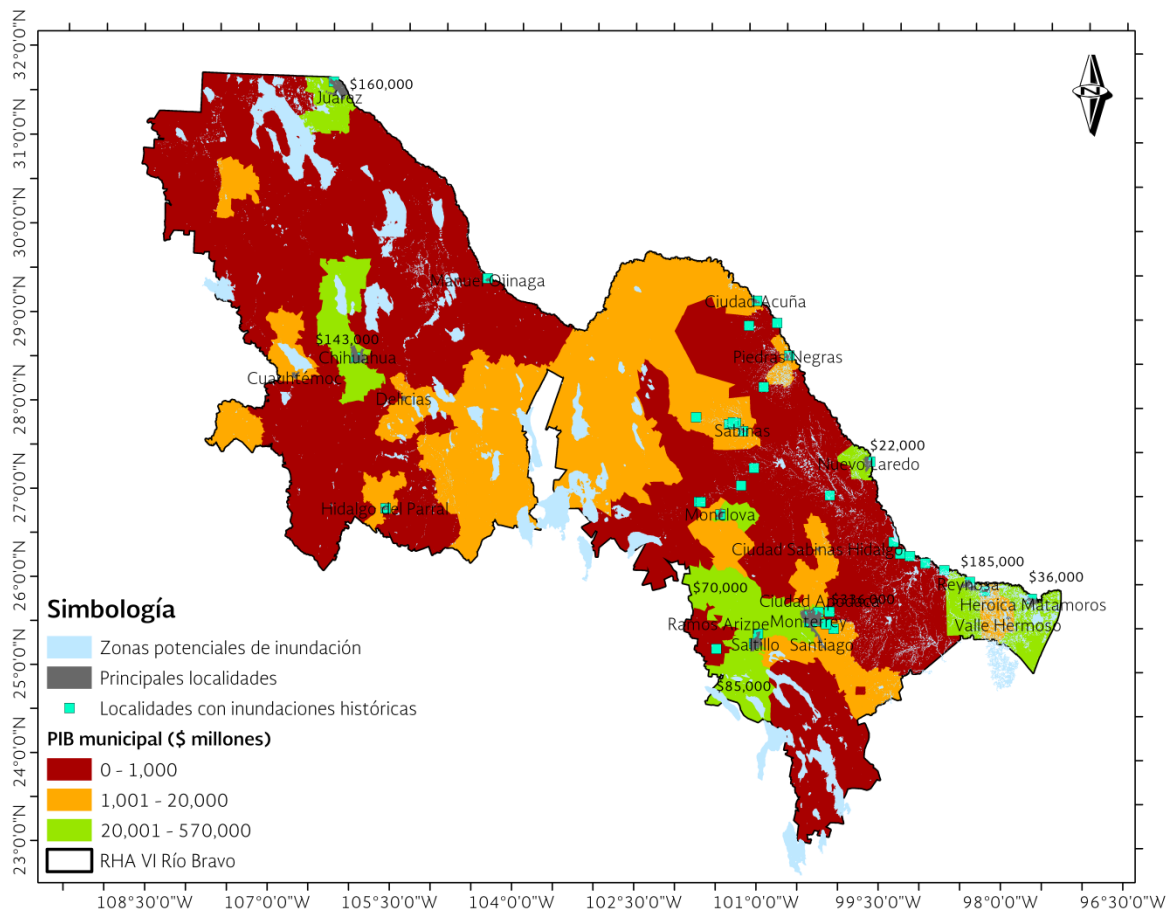 32°0'0"N
31°0'0"N
30°0'0"N
29°0'0"N
28°0'0"N
27°0'0"N
26°0'0"N
25°0'0"N
24°0'0"N
23°0'0"N
N
$160,000
Juárez
Manuel Ojinaga
Ciudad Acuña
$143,000
Chihuahua
Piedras Negras
Cuauhtémoc
Delicias
Sabinas
$22,000
Nuevo Laredo
Hidalgo del Parral
Monclova
Ciudad Sabinas Hidalgo
$185,000
Reynosa
$36,000
$70,000
Ciudad Apodaca
Heroica Matamoros
Ramos Arizpe
Monterrey
Valle Hermoso
Saltillo
Santiago
$85,000
Simbología
Zonas potenciales de inundación
Principales localidades
Localidades con inundaciones históricas
PIB municipal ($ millones)
0 - 1,000
1,001 - 20,000
20,001 - 570,000
RHA VI Río Bravo
108°30'0"W
107°0'0"W
105°30'0"W
104°0'0"W
102°30'0"W
101°0'0"W
99°30'0"W
98°0'0"W
96°30'0"W